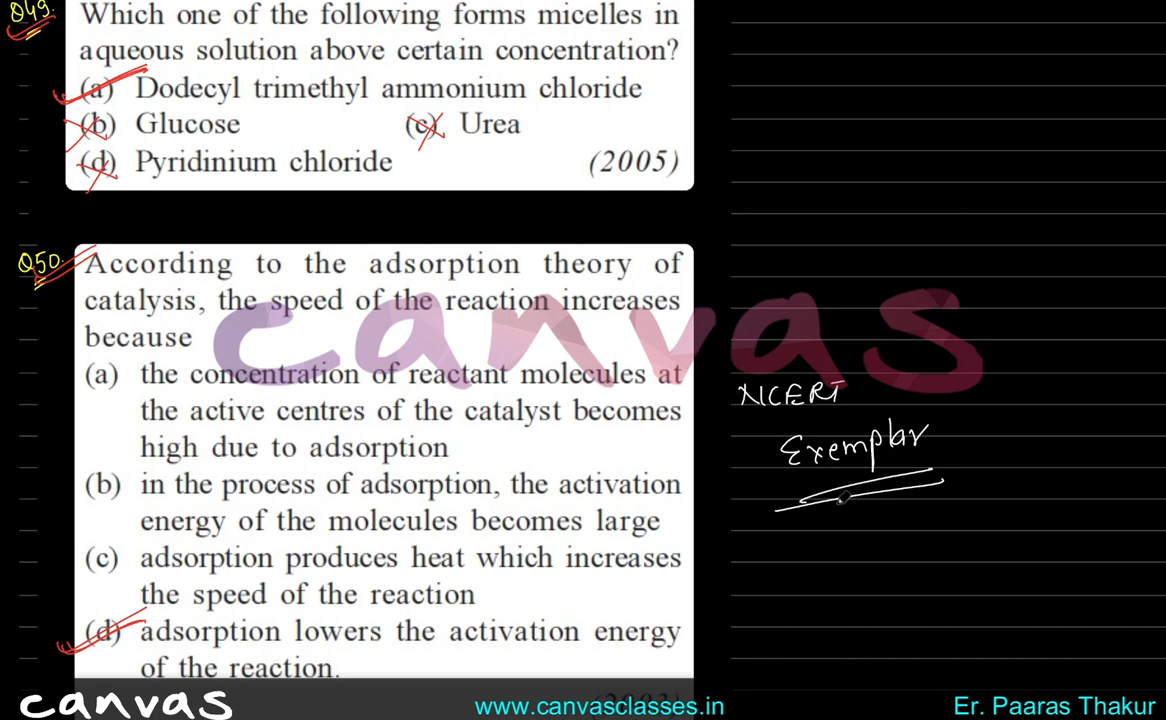 Q49.
Which one of the following forms micelles in
aqueous solution above certain concentration?
(a) Dodecyl trimethyl ammonium chloride
(b) Glucose (c) Urea
(d) Pyridinium chloride (2005)
Q50.
According to the adsorption theory of
catalysis, the speed of the reaction increases
because
(a) the concentration of reactant molecules at
the active centres of the catalyst becomes
high due to adsorption
(b) in the process of adsorption, the activation
energy of the molecules becomes large
(c) adsorption produces heat which increases
the speed of the reaction
(d) adsorption lowers the activation energy
of the reaction.
canvas
NCERT
Exemplar
canvas www.canvasclasses.in Er. Paaras Thakur